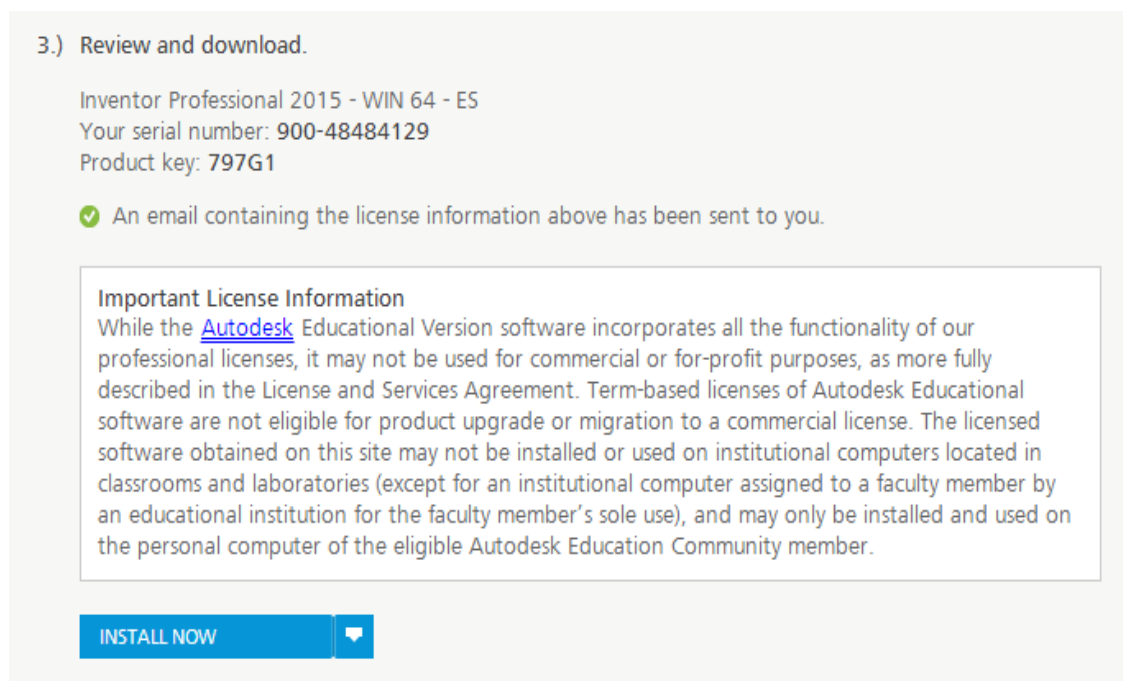 3.) Review and download.
Inventor Professional 2015 - WIN 64 - ES
Your serial number: 900-48484129
Product key: 797G1
An email containing the license information above has been sent to you.
Important License Information
While the Autodesk Educational Version software incorporates all the functionality of our
professional licenses, it may not be used for commercial or for-profit purposes, as more fully
described in the License and Services Agreement. Term-based licenses of Autodesk Educational
software are not eligible for product upgrade or migration to a commercial license. The licensed
software obtained on this site may not be installed or used on institutional computers located in
classrooms and laboratories (except for an institutional computer assigned to a faculty member by
an educational institution for the faculty member's sole use), and may only be installed and used on
the personal computer of the eligible Autodesk Education Community member.
INSTALL NOW